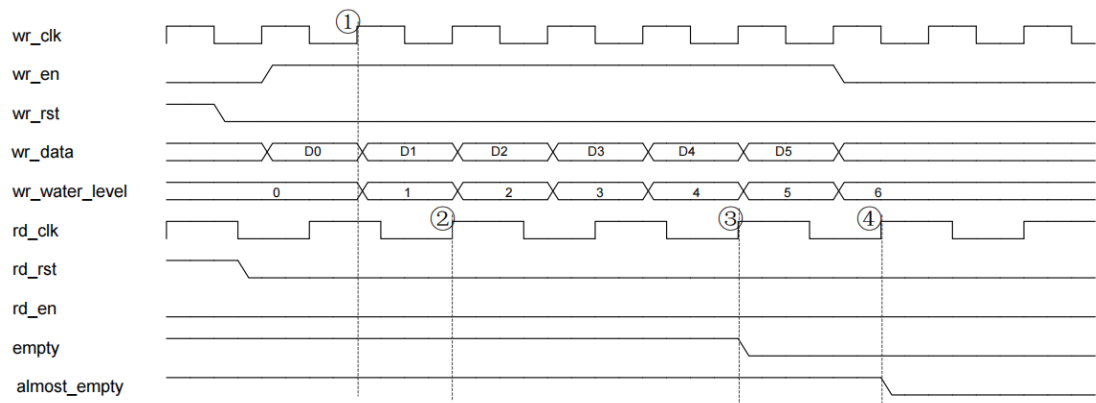 ①
wr_clk
wr_en
wr_rst
wr_data D0 D1 D2 D3 D4 D5
wr_water_level 0 1 2 3 4 5 6
② ③ ④
rd_clk
rd_rst
rd_en
empty
almost_empty